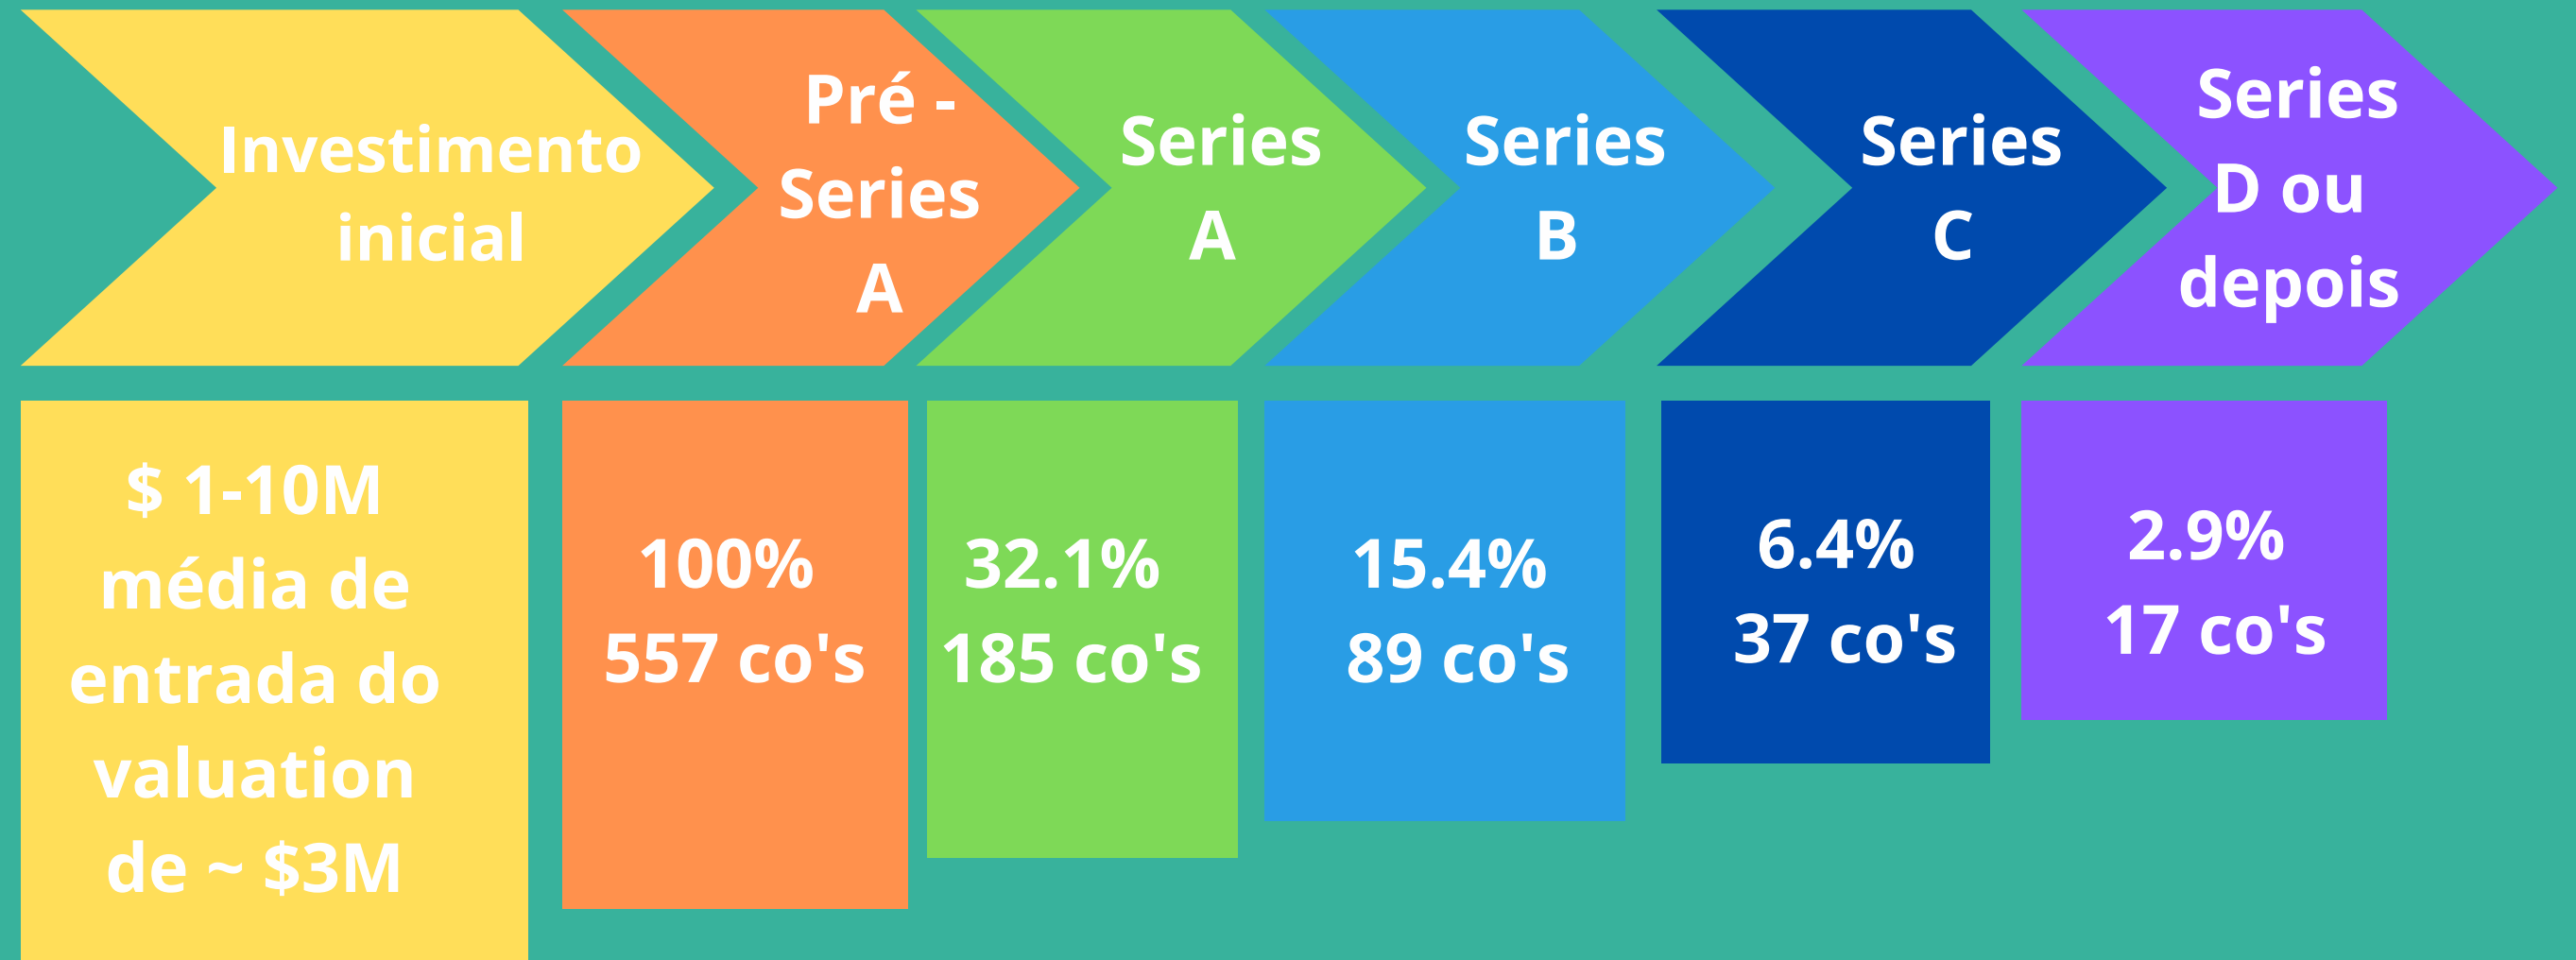 Investimento
inicial
Pré -
Series
A
Series
A
Series
B
Series
C
Series
D ou
depois
$ 1-10M
média de
entrada do
valuation
de ~ $3M
100%
557 co's
32.1%
185 co's
15.4%
89 co's
6.4%
37 co's
2.9%
17 co's